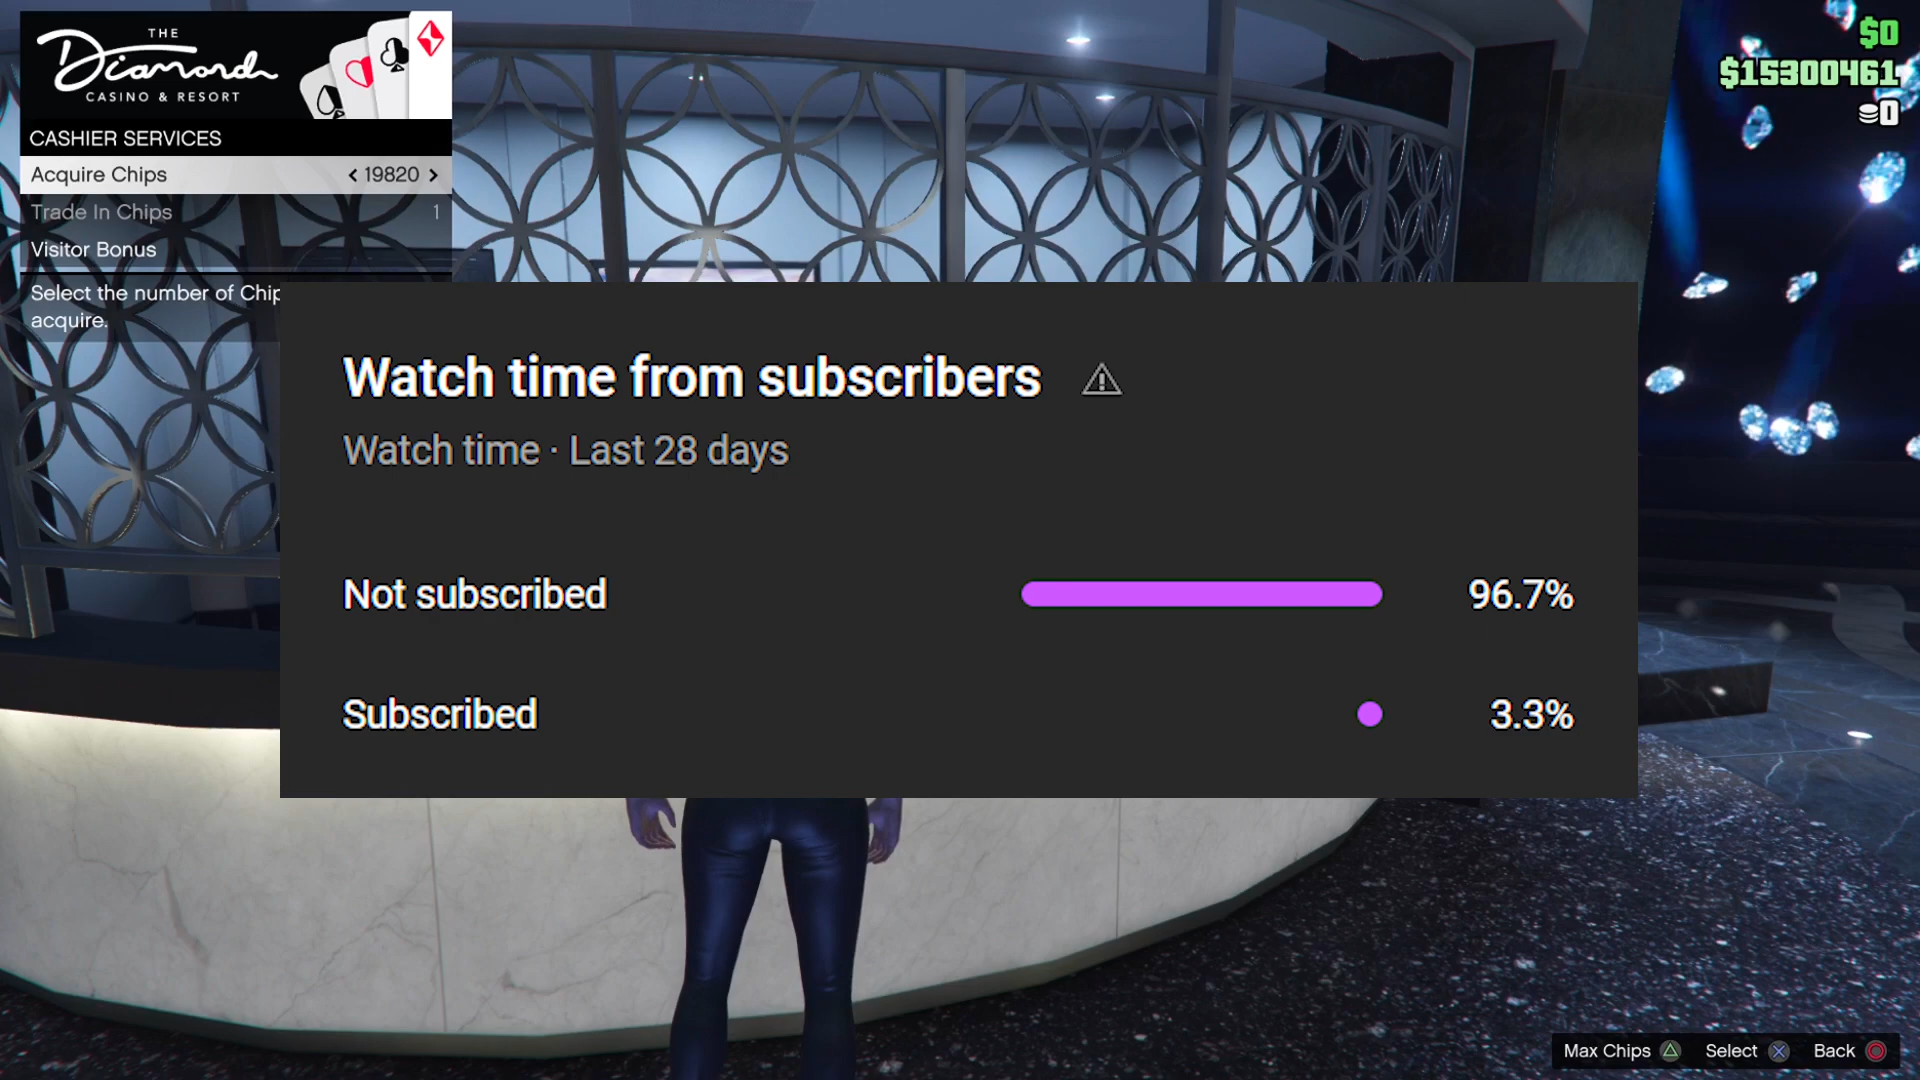 THE
Diamond
CASINO & RESORT
CASHIER SERVICES
Acquire Chips 19820
Trade In Chips 1
Visitor Bonus
Select the number of Chip
acquire.
$0
$15300461
0
Watch time from subscribers
Watch time · Last 28 days
Not subscribed 96.7%
Subscribed 3.3%
Max Chips Select Back